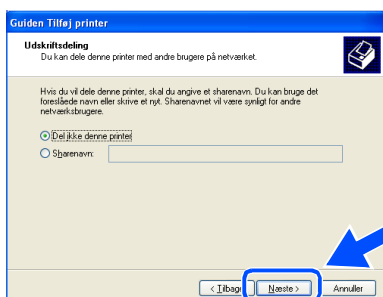 Guiden Tilføj printer
Udskriftsdeling
Du kan dele denne printer med andre brugere på netværket.
Hvis du vil dele denne printer, skal du angive et sharenavn. Du kan bruge det
foreslåede navn eller skrive et nyt. Sharenavnet vil være synligt for andre
netværksbrugere.
Del ikke denne printer
Sharenavn:
< Tilbage Næste > Annuller